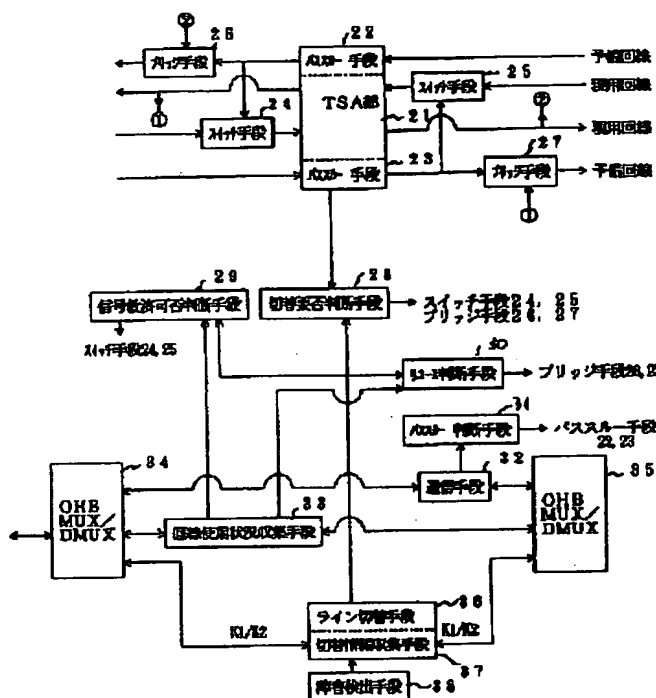 ②
26
22
ブリッジ手段
パススルー手段
予備回線
25
スイッチ手段
現用回線
TSA部
24
①
スイッチ手段
21
②
現用回線
23
27
パススルー手段
ブリッジ手段
予備回線
①
29
28
信号救済可否判断手段
切替要否判断手段
スイッチ手段24,25
ブリッジ手段26,27
スイッチ手段24,25
30
リユース判断手段
ブリッジ手段26,2
31
パススルー判断手段
パススルー手段
22,23
34
32
35
OHB
MUX/
DMUX
通信手段
OHB
MUX/
DMUX
33
回線使用状況収集手段
36
ライン切替手段
K1/K2
K1/K2
切替情報収集手段
37
障害検出手段
38